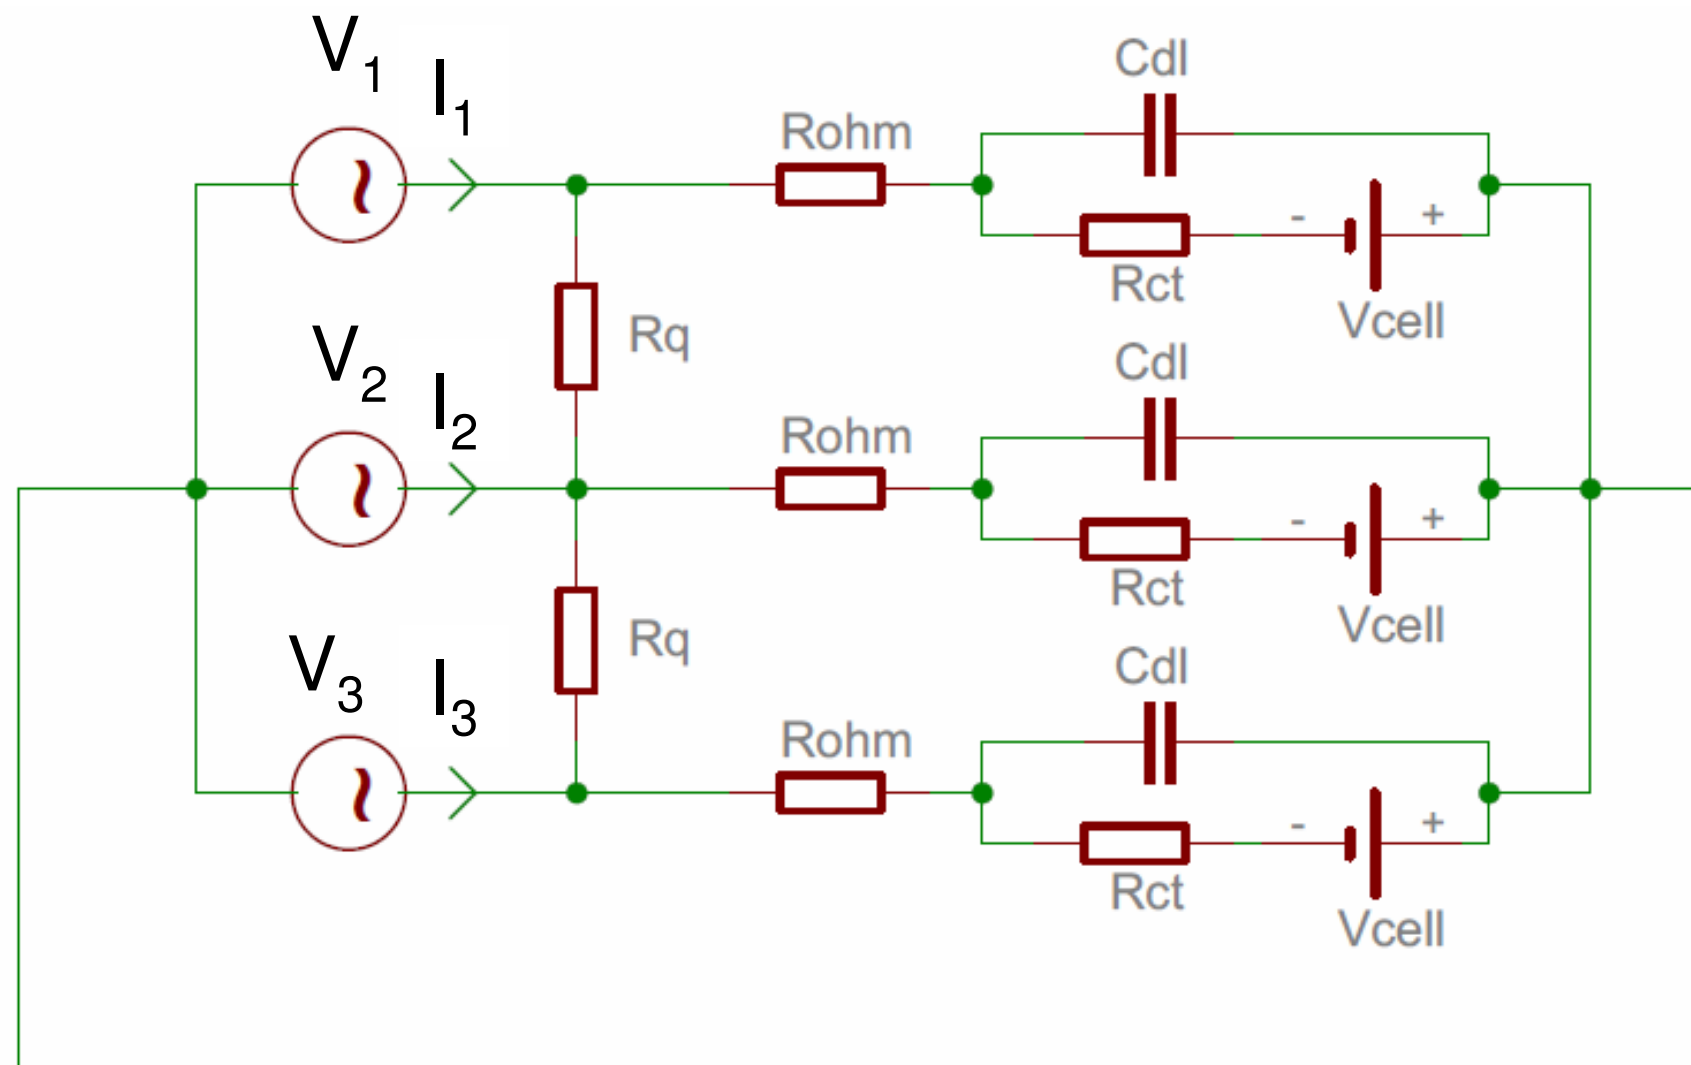 V1
I1
Cdl
Rohm
- +
Rct
Vcell
Rq
V2
I2
Cdl
Rohm
- +
Rct
Vcell
Rq
V3
I3
Cdl
Rohm
- +
Rct
Vcell